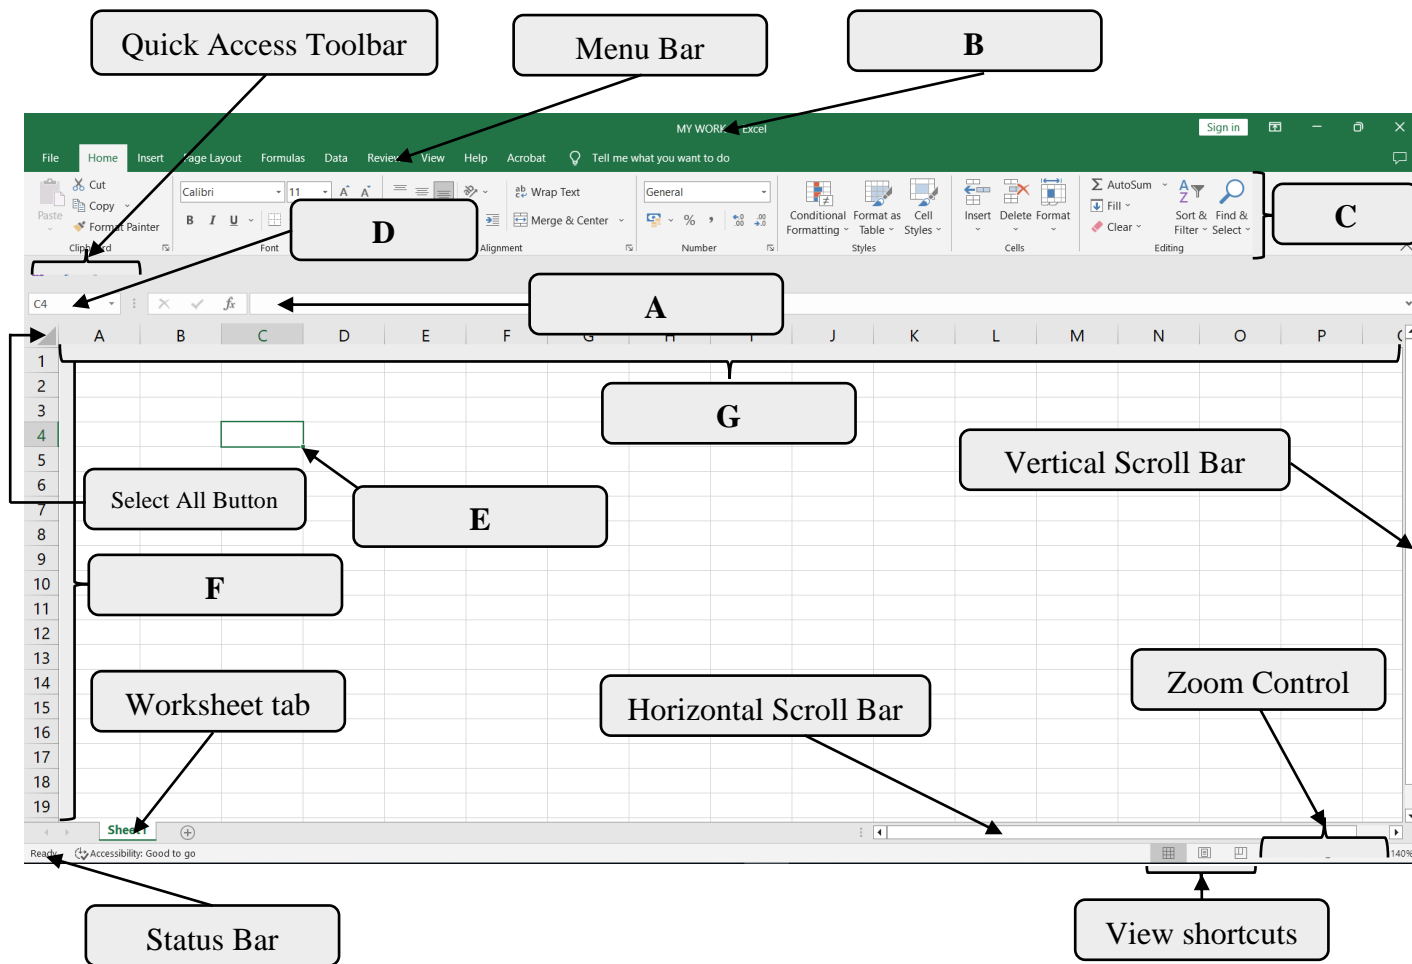 Quick Access Toolbar
Menu Bar
B
MY WORK Excel
Sign in
File Home Insert Page Layout Formulas Data Review View Help Acrobat Tell me what you want to do
Cut
Copy
Paste
Format Painter
Clipboard
Calibri 11
B I U
Font
D
Wrap Text
Merge & Center
Alignment
General
% ,
Number
Conditional Formatting
Format as Table
Cell Styles
Styles
Insert Delete Format
Cells
AutoSum
Fill
Clear
Sort & Filter
Find & Select
Editing
C
C4
fx
A
A B C D E F G H I J K L M N O P
1
2
3
4
5
6
7
8
9
10
11
12
13
14
15
16
17
18
19
G
Vertical Scroll Bar
Select All Button
E
F
Worksheet tab
Horizontal Scroll Bar
Zoom Control
Sheet1
Ready Accessibility: Good to go
140%
Status Bar
View shortcuts